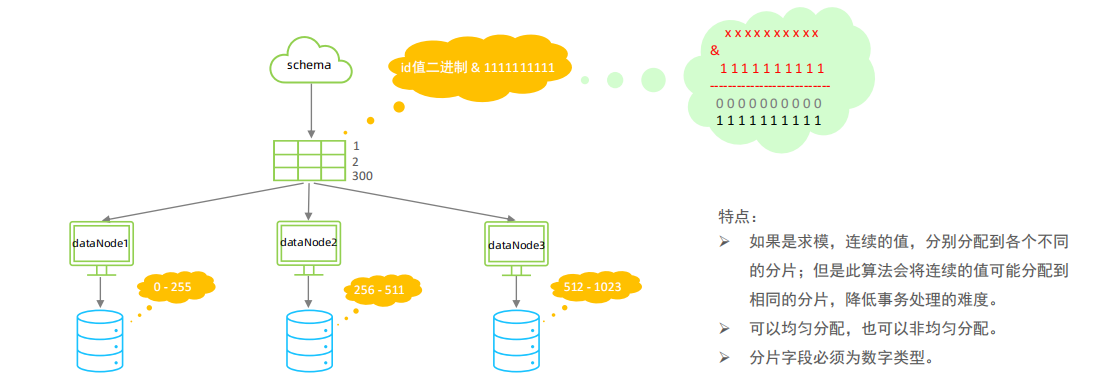 schema
id值二进制 & 1111111111
x x x x x x x x x x
&
1 1 1 1 1 1 1 1 1 1
----------------------------
0 0 0 0 0 0 0 0 0 0
1 1 1 1 1 1 1 1 1 1
1
2
300
dataNode1
dataNode2
dataNode3
0 - 255
256 - 511
512 - 1023
特点：
➢ 如果是求模，连续的值，分别分配到各个不同
的分片；但是此算法会将连续的值可能分配到
相同的分片，降低事务处理的难度。
➢ 可以均匀分配，也可以非均匀分配。
➢ 分片字段必须为数字类型。